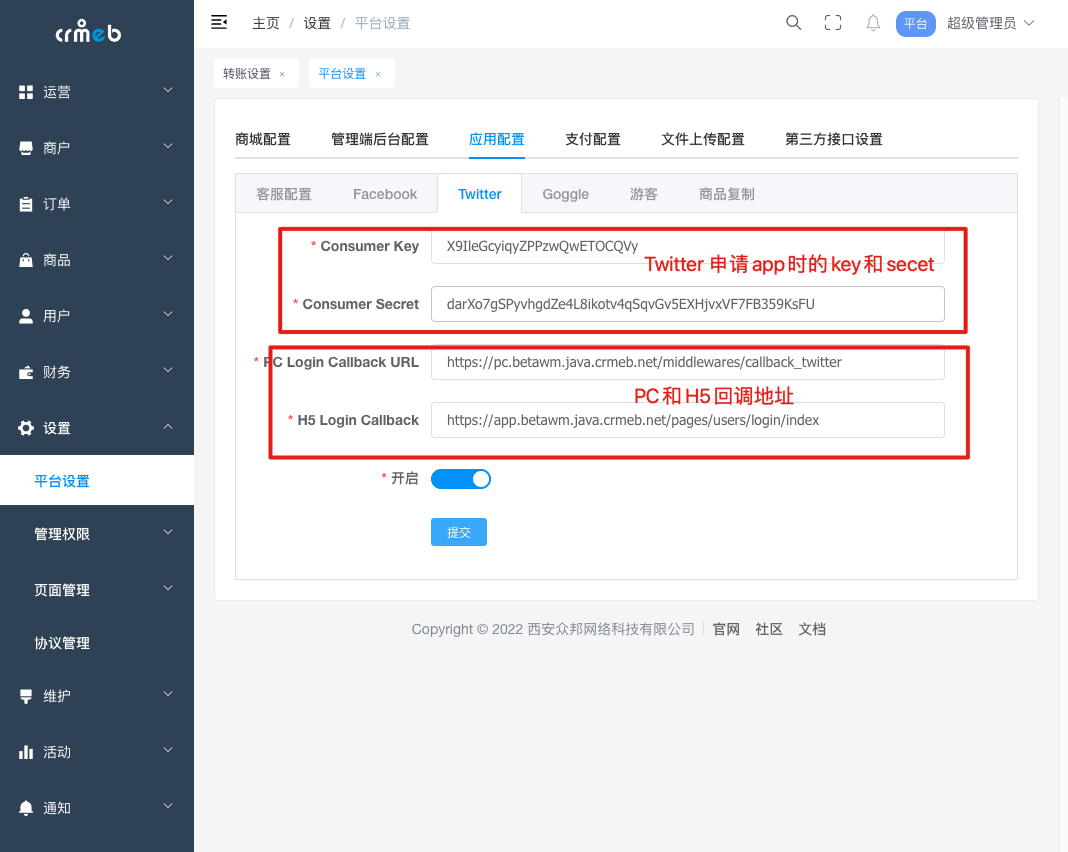 crmeb
主页 / 设置 / 平台设置
平台
超级管理员
转账设置 ×
平台设置 ×
运营
商户
订单
商品
用户
财务
设置
平台设置
管理权限
页面管理
协议管理
维护
活动
通知
商城配置 管理端后台配置 应用配置 支付配置 文件上传配置 第三方接口设置
客服配置 Facebook Twitter Goggle 游客 商品复制
* Consumer Key X9IleGcyiqyZPPzwQwETOCQVy
Twitter 申请app时的key和secet
* Consumer Secret darXo7gSPyvhgdZe4L8ikotv4qSqvGv5EXHjvxVF7FB359KsFU
* PC Login Callback URL https://pc.betawm.java.crmeb.net/middlewares/callback_twitter
PC和H5回调地址
* H5 Login Callback https://app.betawm.java.crmeb.net/pages/users/login/index
* 开启
提交
Copyright © 2022 西安众邦网络科技有限公司 官网 社区 文档